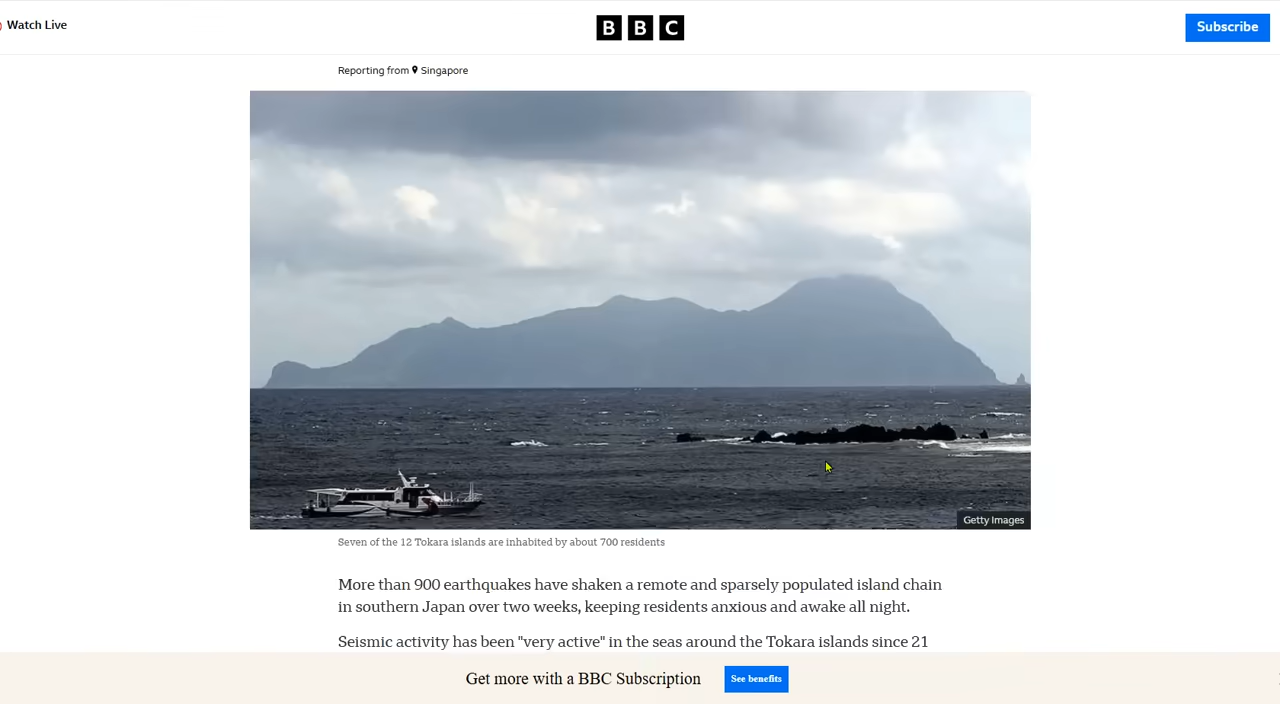 Watch Live
BBC
Subscribe
Reporting from Singapore
Getty Images
Seven of the 12 Tokara islands are inhabited by about 700 residents
More than 900 earthquakes have shaken a remote and sparsely populated island chain
in southern Japan over two weeks, keeping residents anxious and awake all night.
Seismic activity has been "very active" in the seas around the Tokara islands since 21
Get more with a BBC Subscription
See benefits